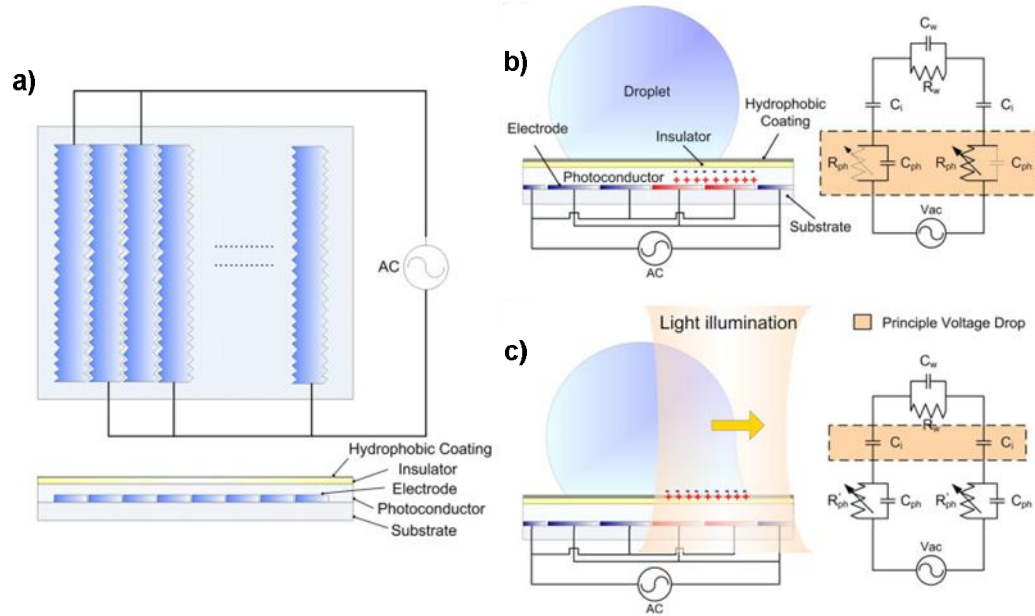 a)
AC
Hydrophobic Coating
Insulator
Electrode
Photoconductor
Substrate
b)
Droplet
Hydrophobic
Coating
Electrode
Insulator
Photoconductor
Substrate
AC
Cw
Rw
Ci
Ci
Rph
Cph
Rph
Cph
Vac
c)
Light illumination
AC
Principle Voltage Drop
Cw
Rw
Ci
Ci
R'ph
Cph
R'ph
Cph
Vac